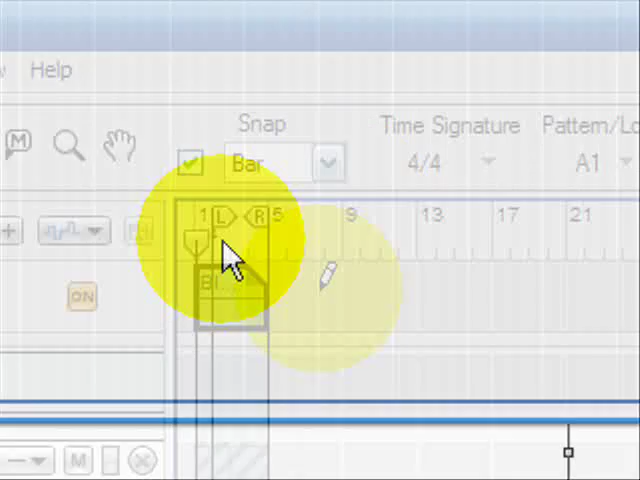 Help
M
Snap
Time Signature
Pattern/Lo
Bar
4/4
A1
1
L
R
5
9
13
17
21
ON
M